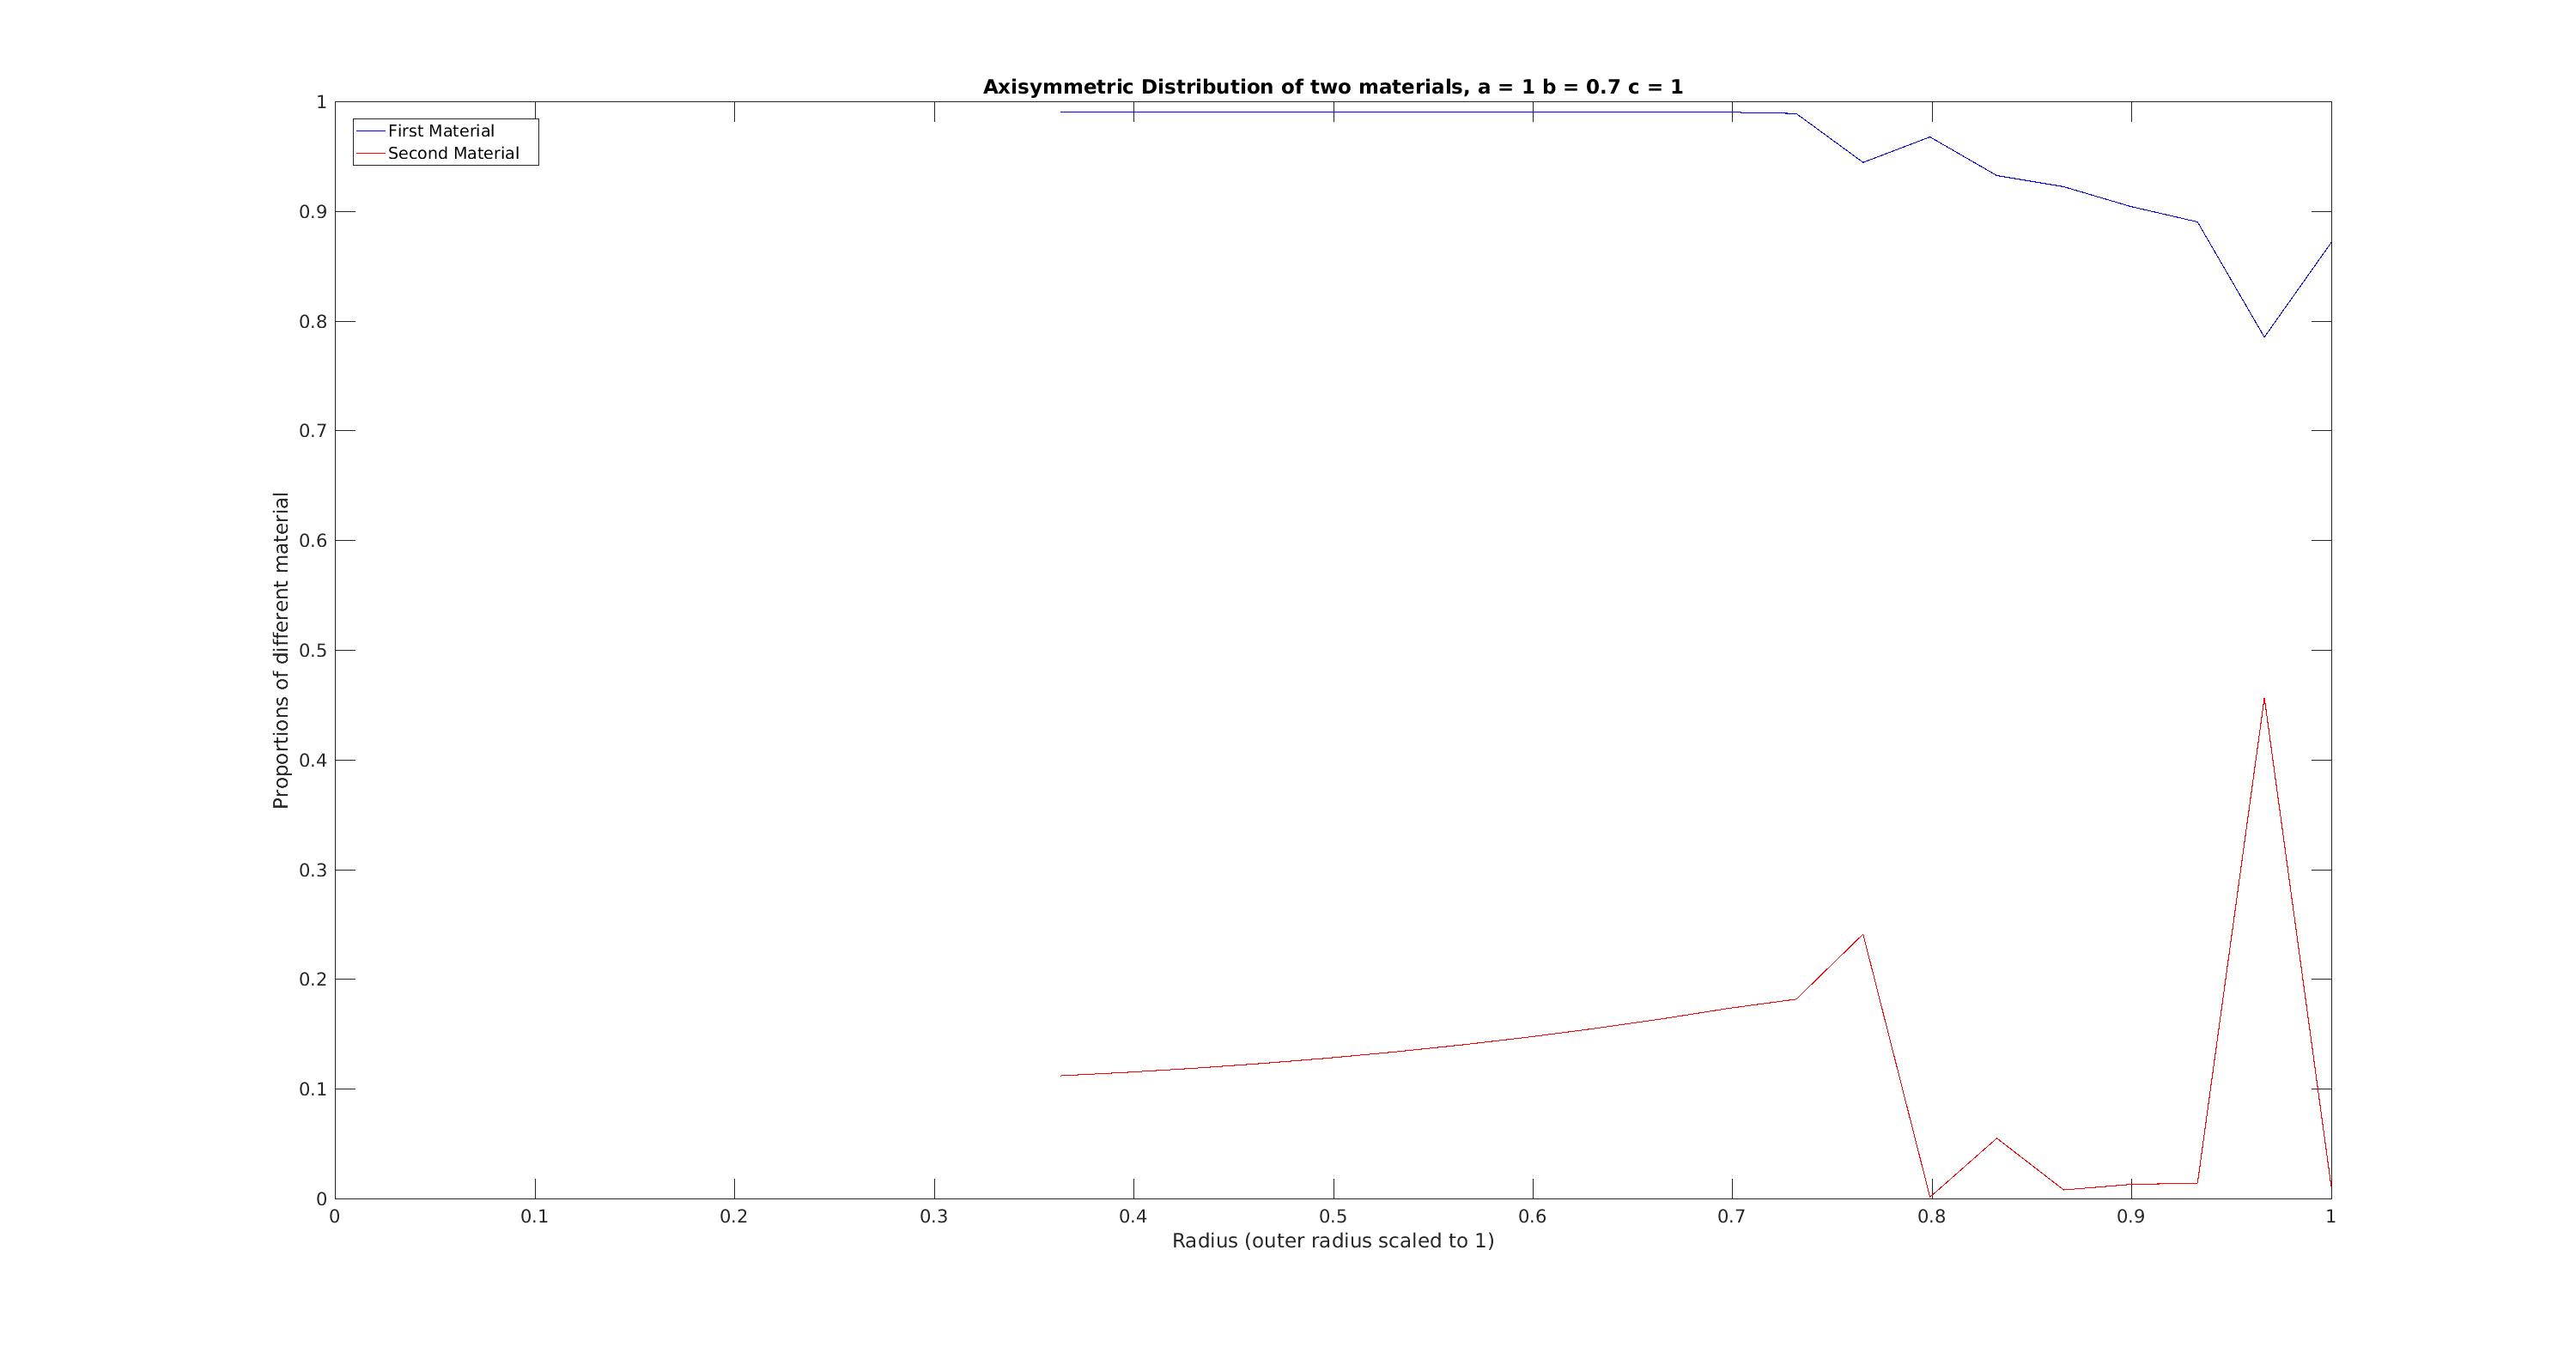 Axisymmetric Distribution of two materials, a = 1 b = 0.7 c = 1
First Material
Second Material
1
0.9
0.8
0.7
0.6
0.5
0.4
0.3
0.2
0.1
0
Proportions of different material
0 0.1 0.2 0.3 0.4 0.5 0.6 0.7 0.8 0.9 1
Radius (outer radius scaled to 1)